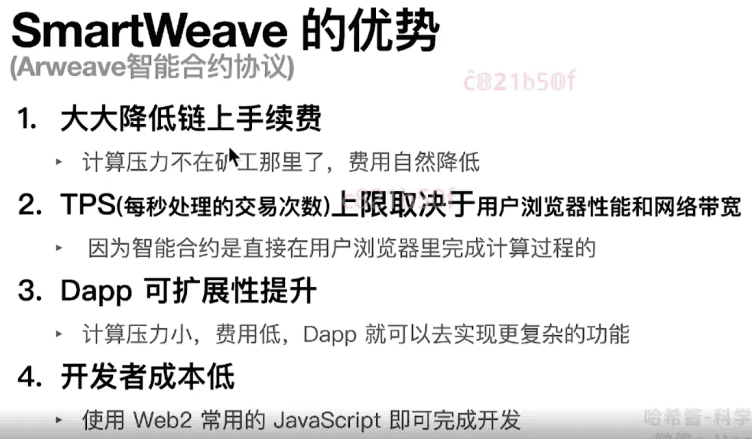 SmartWeave 的优势
(Arweave智能合约协议)
ĉ821b50f
1. 大大降低链上手续费
‣ 计算压力不在矿工那里了，费用自然降低
2. TPS(每秒处理的交易次数)上限取决于用户浏览器性能和网络带宽
‣ 因为智能合约是直接在用户浏览器里完成计算过程的
3. Dapp 可扩展性提升
‣ 计算压力小，费用低，Dapp 就可以去实现更复杂的功能
4. 开发者成本低
‣ 使用 Web2 常用的 JavaScript 即可完成开发
哈希酱-科学